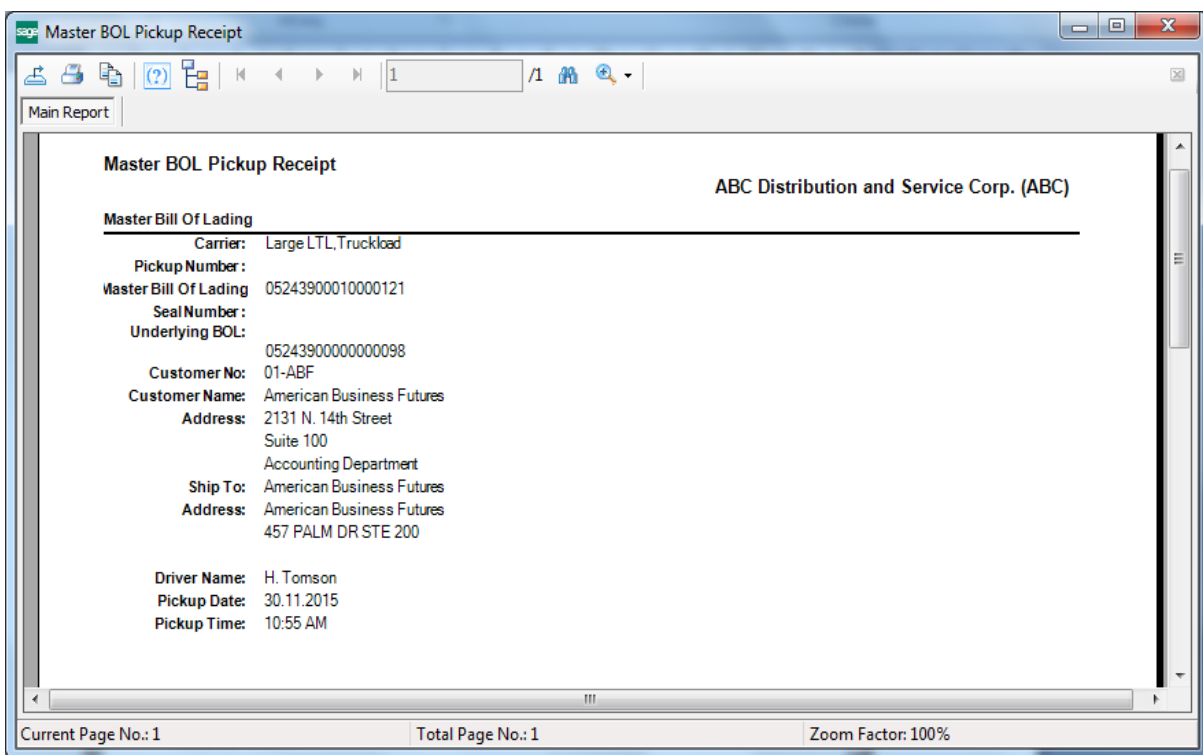 sage Master BOL Pickup Receipt
1 /1
Main Report
Master BOL Pickup Receipt
ABC Distribution and Service Corp. (ABC)
Master Bill Of Lading
Carrier: Large LTL,Truckload
Pickup Number:
Master Bill Of Lading 05243900010000121
Seal Number:
Underlying BOL:
05243900000000098
Customer No: 01-ABF
Customer Name: American Business Futures
Address: 2131 N. 14th Street
Suite 100
Accounting Department
Ship To: American Business Futures
Address: American Business Futures
457 PALM DR STE 200
Driver Name: H. Tomson
Pickup Date: 30.11.2015
Pickup Time: 10:55 AM
Current Page No.: 1 Total Page No.: 1 Zoom Factor: 100%